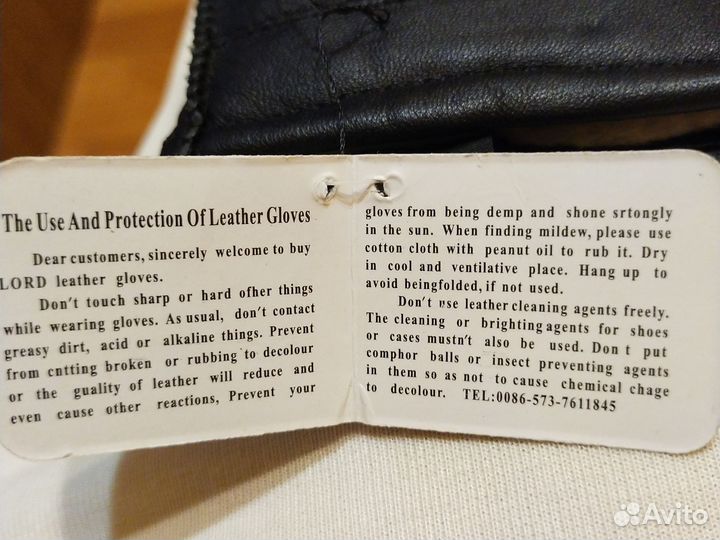 The Use And Protection Of Leather Gloves
Dear customers, sincerely welcome to buy
LORD leather gloves.
Don't touch sharp or hard ofher things
while wearing gloves. As usual, don't contact
greasy dirt, acid or alkaline things. Prevent
from cntting broken or rubbing to decolour
or the guality of leather will reduce and
even cause other reactions, Prevent your
gloves from being demp and shone srtongly
in the sun. When finding mildew, please use
cotton cloth with peanut oil to rub it. Dry
in cool and ventilative place. Hang up to
avoid beingfolded, if not used.
Don't use leather cleaning agents freely.
The cleaning or brighting agents for shoes
or cases mustn't also be used. Don t put
comphor balls or insect preventing agents
in them so as not to cause chemical chage
to decolour. TEL:0086-573-7611845
Avito